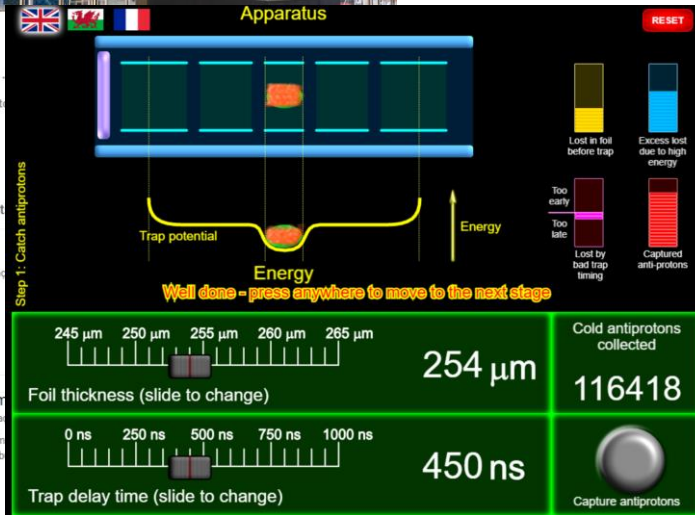 Apparatus
RESET
Lost in foil
before trap
Excess lost
due to high
energy
Too
early
Too
late
Lost by
bad trap
timing
Captured
anti-protons
Step 1: Catch antiprotons
Trap potential
Energy
Energy
Well done - press anywhere to move to the next stage
245 µm 250 µm 255 µm 260 µm 265 µm
254 µm
Foil thickness (slide to change)
Cold antiprotons
collected
116418
0 ns 250 ns 500 ns 750 ns 1000 ns
450 ns
Trap delay time (slide to change)
Capture antiprotons